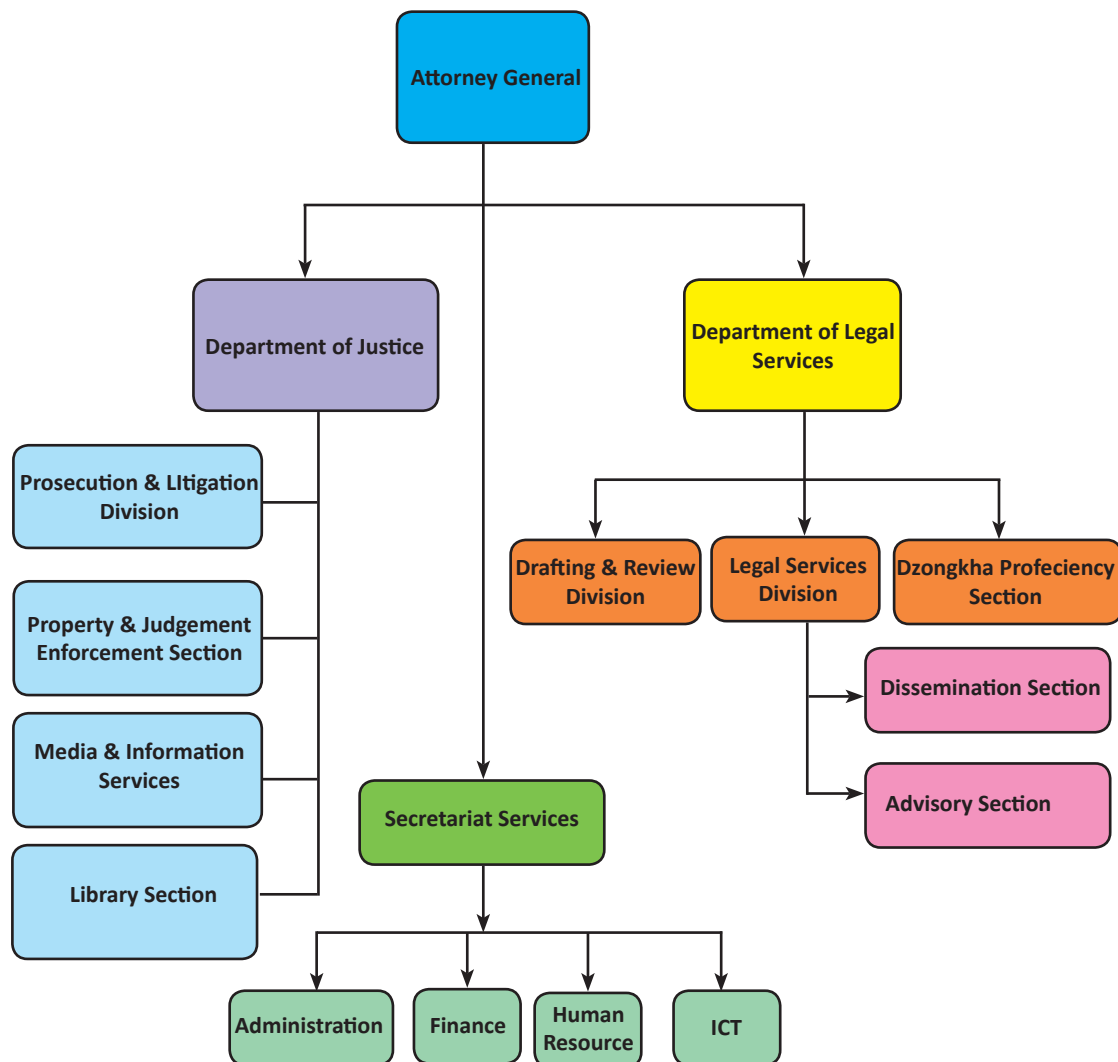 Attorney General
Department of Justice
Department of Legal
Services
Prosecution & LItigation
Division
Property & Judgement
Enforcement Section
Media & Information
Services
Library Section
Drafting & Review
Division
Legal Services
Division
Dzongkha Profeciency
Section
Dissemination Section
Advisory Section
Secretariat Services
Administration
Finance
Human
Resource
ICT